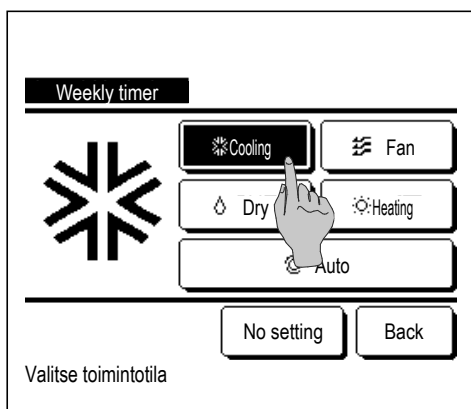 Weekly timer
Cooling
Fan
Dry
Heating
Auto
No setting
Back
Valitse toimintotila